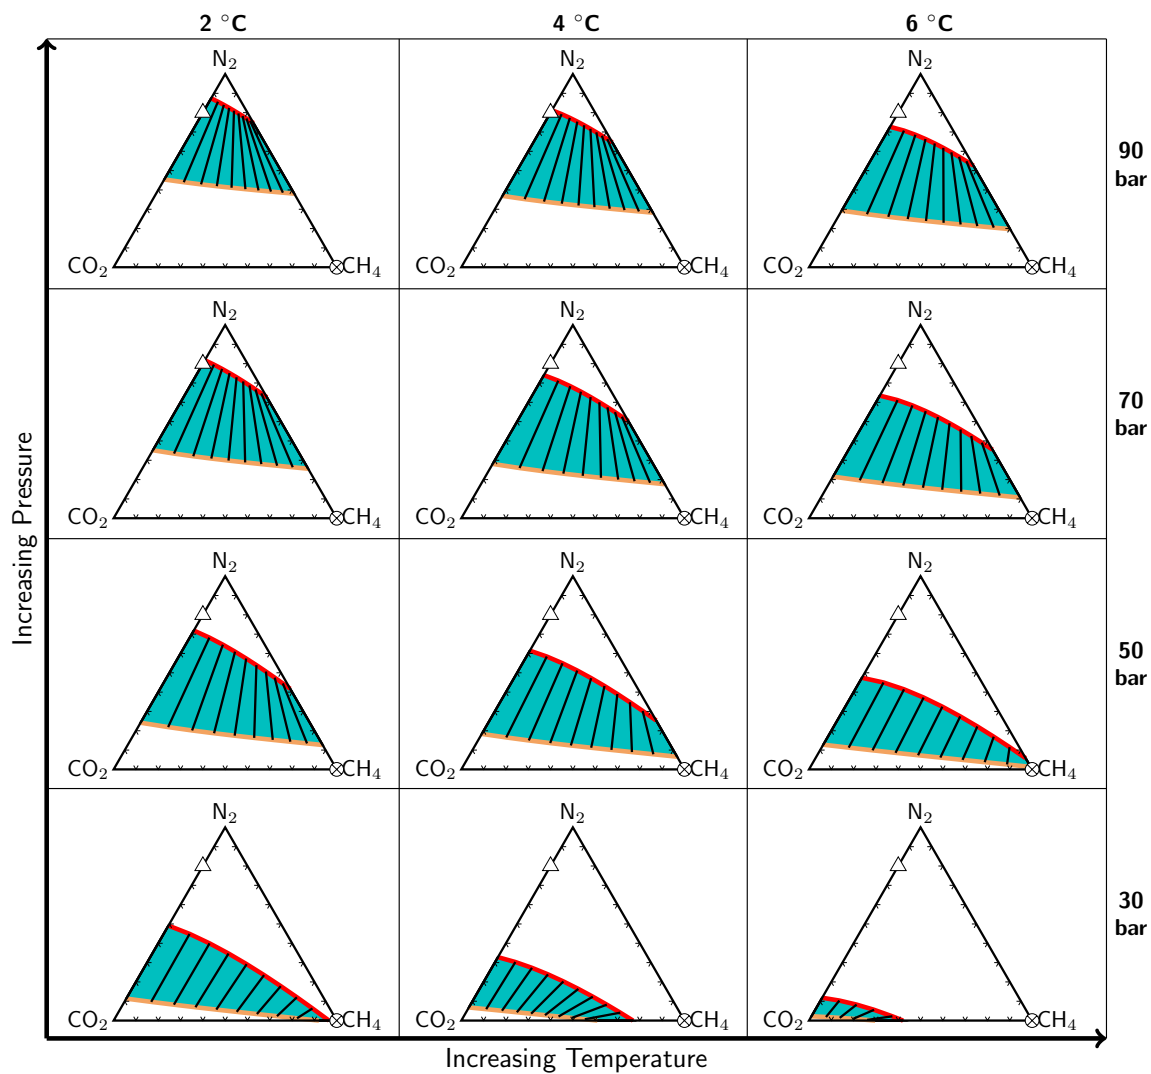 2 °C 4 °C 6 °C
N₂ N₂ N₂
90
bar
CO₂ CH₄ CO₂ CH₄ CO₂ CH₄
N₂ N₂ N₂
70
bar
CO₂ CH₄ CO₂ CH₄ CO₂ CH₄
Increasing Pressure
N₂ N₂ N₂
50
bar
CO₂ CH₄ CO₂ CH₄ CO₂ CH₄
N₂ N₂ N₂
30
bar
CO₂ CH₄ CO₂ CH₄ CO₂ CH₄
Increasing Temperature